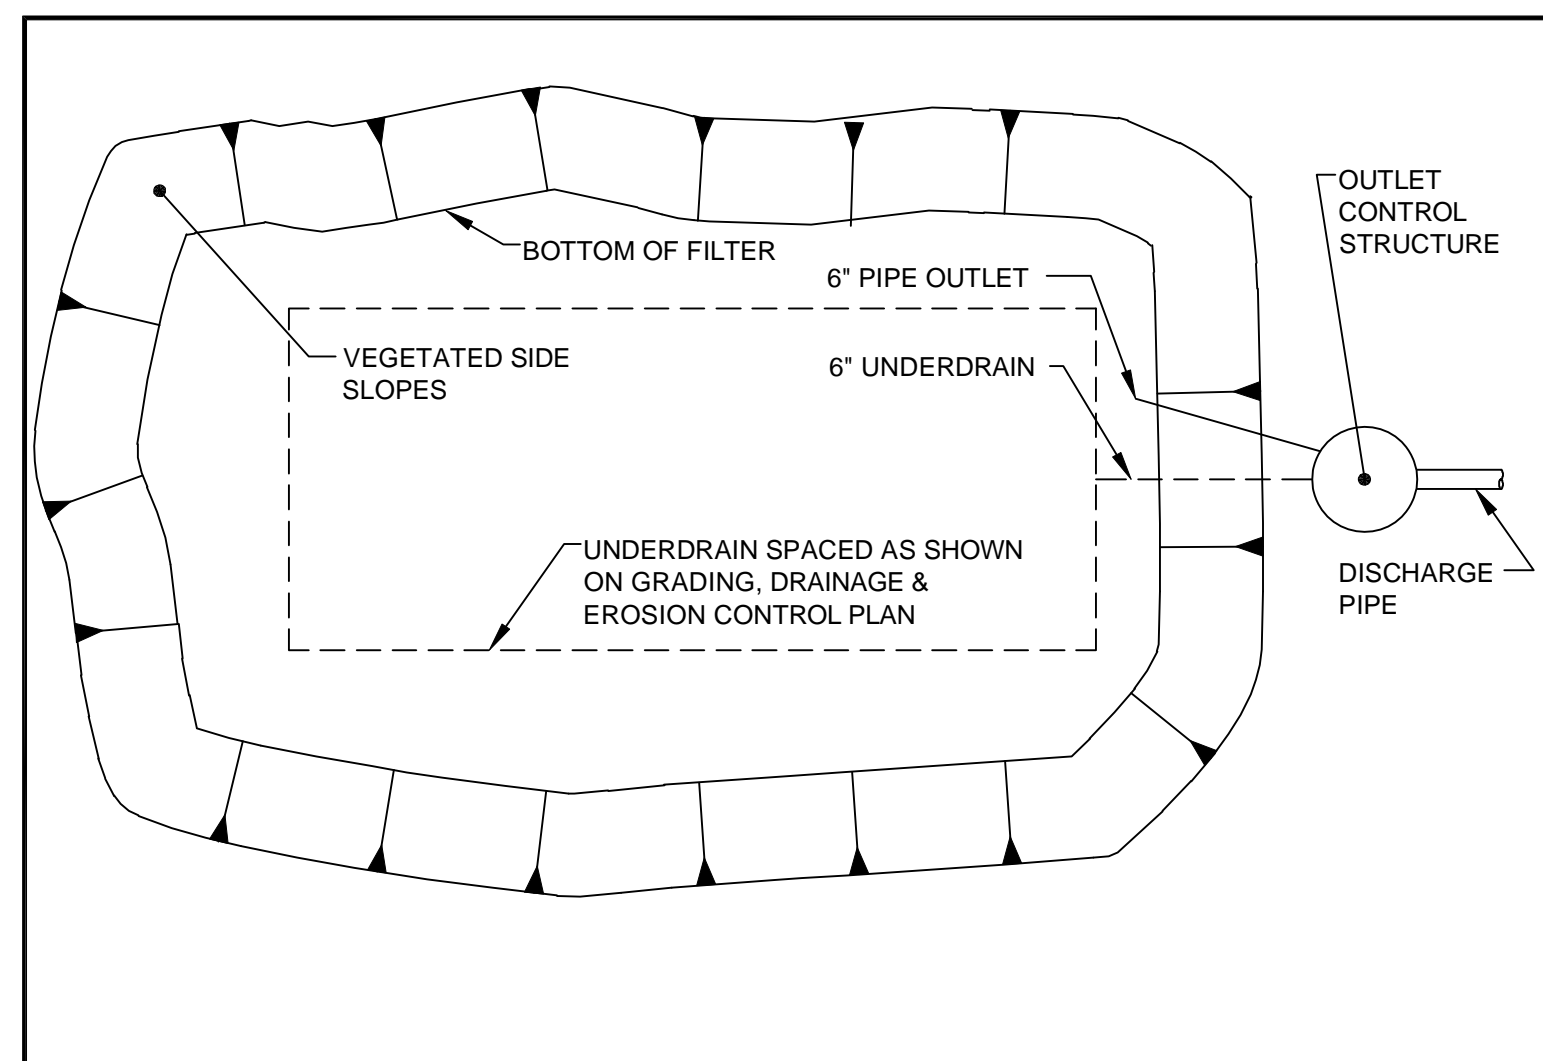 OUTLET
CONTROL
STRUCTURE
BOTTOM OF FILTER
6" PIPE OUTLET
VEGETATED SIDE
SLOPES
6" UNDERDRAIN
UNDERDRAIN SPACED AS SHOWN
ON GRADING, DRAINAGE &
EROSION CONTROL PLAN
DISCHARGE
PIPE